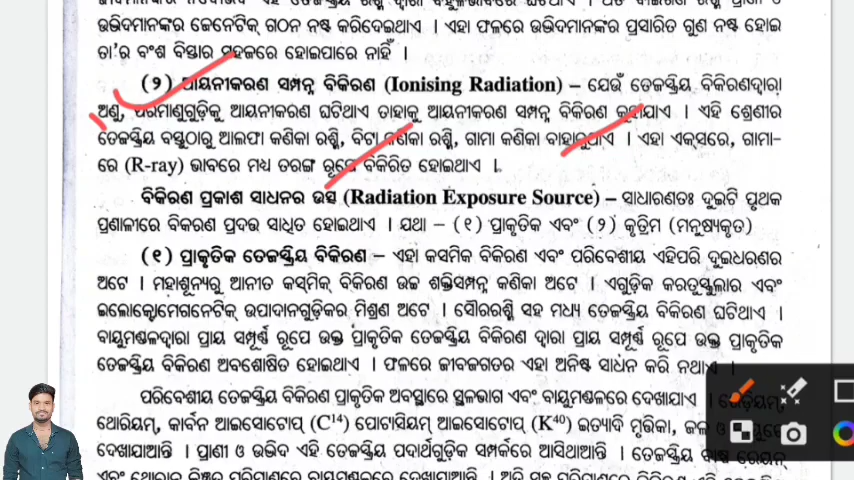 ଉଭିଦମାନଙ୍କର ଜେନେଟିକ୍ ଗଠନ ନଷ୍ଟ କରିଦେଇଥାଏ । ଏହା ଫଳରେ ଉଭିଦମାନଙ୍କର ପ୍ରସାରିତ ଗୁଣ ନଷ୍ଟ ହୋଇ
ତା'ର ବଂଶ ବିସ୍ତାର ସହଜରେ ହୋଇପାରେ ନାହିଁ ।
(୨) ଆୟନୀକରଣ ସମ୍ପନ୍ନ ବିକିରଣ (Ionising Radiation) – ଯେଉଁ ତେଜସ୍କ୍ରିୟ ବିକିରଣଦ୍ୱାରା
ଅଣୁ, ପରମାଣୁଗୁଡ଼ିକୁ ଆୟନୀକରଣ ଘଟିଥାଏ ତାହାକୁ ଆୟନୀକରଣ ସମ୍ପନ୍ନ ବିକିରଣ କୁହାଯାଏ । ଏହି ଶ୍ରେଣୀର
ତେଜସ୍କ୍ରିୟ ବସ୍ତୁଠାରୁ ଆଲଫା କଣିକା ରଶ୍ମି, ବିଟା କଣିକା ରଶ୍ମି, ଗାମା କଣିକା ବାହାରୁଥାଏ । ଏହା ଏକ୍ସରେ, ଗାମା-
ରେ (R-ray) ଭାବରେ ମଧ୍ୟ ତରଙ୍ଗ ରୂପେ ବିକିରିତ ହୋଇଥାଏ ।
ବିକିରଣ ପ୍ରକାଶ ସାଧନର ଉତ୍ସ (Radiation Exposure Source) – ସାଧାରଣତଃ ଦୁଇଟି ପୃଥକ
ପ୍ରଣାଳୀରେ ବିକରଣ ପ୍ରଦତ୍ତ ସାଧିତ ହୋଇଥାଏ । ଯଥା – (୧) ପ୍ରାକୃତିକ ଏବଂ (୨) କୃତ୍ରିମ (ମନୁଷ୍ୟକୃତ)
(୧) ପ୍ରାକୃତିକ ତେଜସ୍କ୍ରିୟ ବିକିରଣ – ଏହା କସମିକ ବିକିରଣ ଏବଂ ପରିବେଶୀୟ ଏହିପରି ଦୁଇଧରଣର
ଅଟେ । ମହାଶୂନ୍ୟରୁ ଆନୀତ କସ୍ମିକ୍ ବିକିରଣ ଉଚ୍ଚ ଶକ୍ତିସମ୍ପନ୍ନ କଣିକା ଅଟେ । ଏଗୁଡ଼ିକ କରପସ୍କୁଲାର ଏବଂ
ଇଲୋକ୍ଟ୍ରୋମେଗନେଟିକ୍ ଉପାଦାନଗୁଡ଼ିକର ମିଶ୍ରଣ ଅଟେ । ସୌରରଶ୍ମି ସହ ମଧ୍ୟ ତେଜସ୍କ୍ରିୟ ବିକିରଣ ଘଟିଥାଏ ।
ବାୟୁମଣ୍ଡଳଦ୍ୱାରା ପ୍ରାୟ ସମ୍ପୂର୍ଣ୍ଣ ରୂପେ ଉକ୍ତ ପ୍ରାକୃତିକ ତେଜସ୍କ୍ରିୟ ବିକିରଣ ଦ୍ୱାରା ପ୍ରାୟ ସମ୍ପୂର୍ଣ୍ଣ ରୂପେ ଉକ୍ତ ପ୍ରାକୃତିକ
ତେଜସ୍କ୍ରିୟ ବିକିରଣ ଅବଶୋଷିତ ହୋଇଥାଏ । ଫଳରେ ଜୀବଜଗତର ଏହା ଅନିଷ୍ଟ ସାଧନ କରି ନଥାଏ ।
ପରିବେଶୀୟ ତେଜସ୍କ୍ରିୟ ବିକିରଣ ପ୍ରାକୃତିକ ଅବସ୍ଥାରେ ସ୍ଥଳଭାଗ ଏବଂ ବାୟୁମଣ୍ଡଳରେ ଦେଖାଯାଏ ।
ଥୋରିୟମ୍, କାର୍ବନ ଆଇସୋଟୋପ୍ (C¹⁴) ପୋଟାସିୟମ୍ ଆଇସୋଟୋପ୍ (K⁴⁰) ଇତ୍ୟାଦି ମୃତ୍ତିକା, ଜଳ ଓ
ଦେଖାଯାଆନ୍ତି । ପ୍ରାଣୀ ଓ ଉଭିଦ ଏହି ତେଜସ୍କ୍ରିୟ ପଦାର୍ଥଗୁଡ଼ିକ ସମ୍ପର୍କରେ ଆସିଥାଆନ୍ତି । ତେଜସ୍କ୍ରିୟ